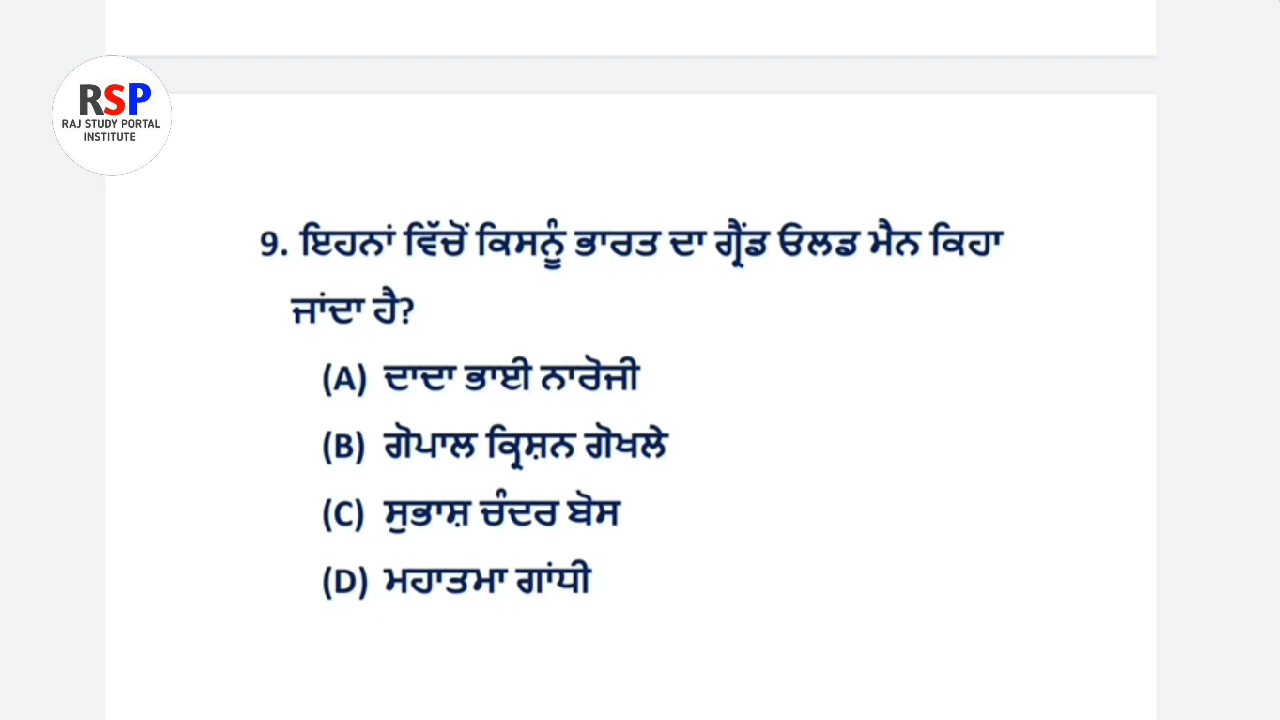 RSP
RAJ STUDY PORTAL
INSTITUTE
9. ਇਹਨਾਂ ਵਿੱਚੋਂ ਕਿਸਨੂੰ ਭਾਰਤ ਦਾ ਗ੍ਰੈਂਡ ਓਲਡ ਮੈਨ ਕਿਹਾ
ਜਾਂਦਾ ਹੈ?
(A) ਦਾਦਾ ਭਾਈ ਨਾਰੋਜੀ
(B) ਗੋਪਾਲ ਕ੍ਰਿਸ਼ਨ ਗੋਖਲੇ
(C) ਸੁਭਾਸ਼ ਚੰਦਰ ਬੋਸ
(D) ਮਹਾਤਮਾ ਗਾਂਧੀ